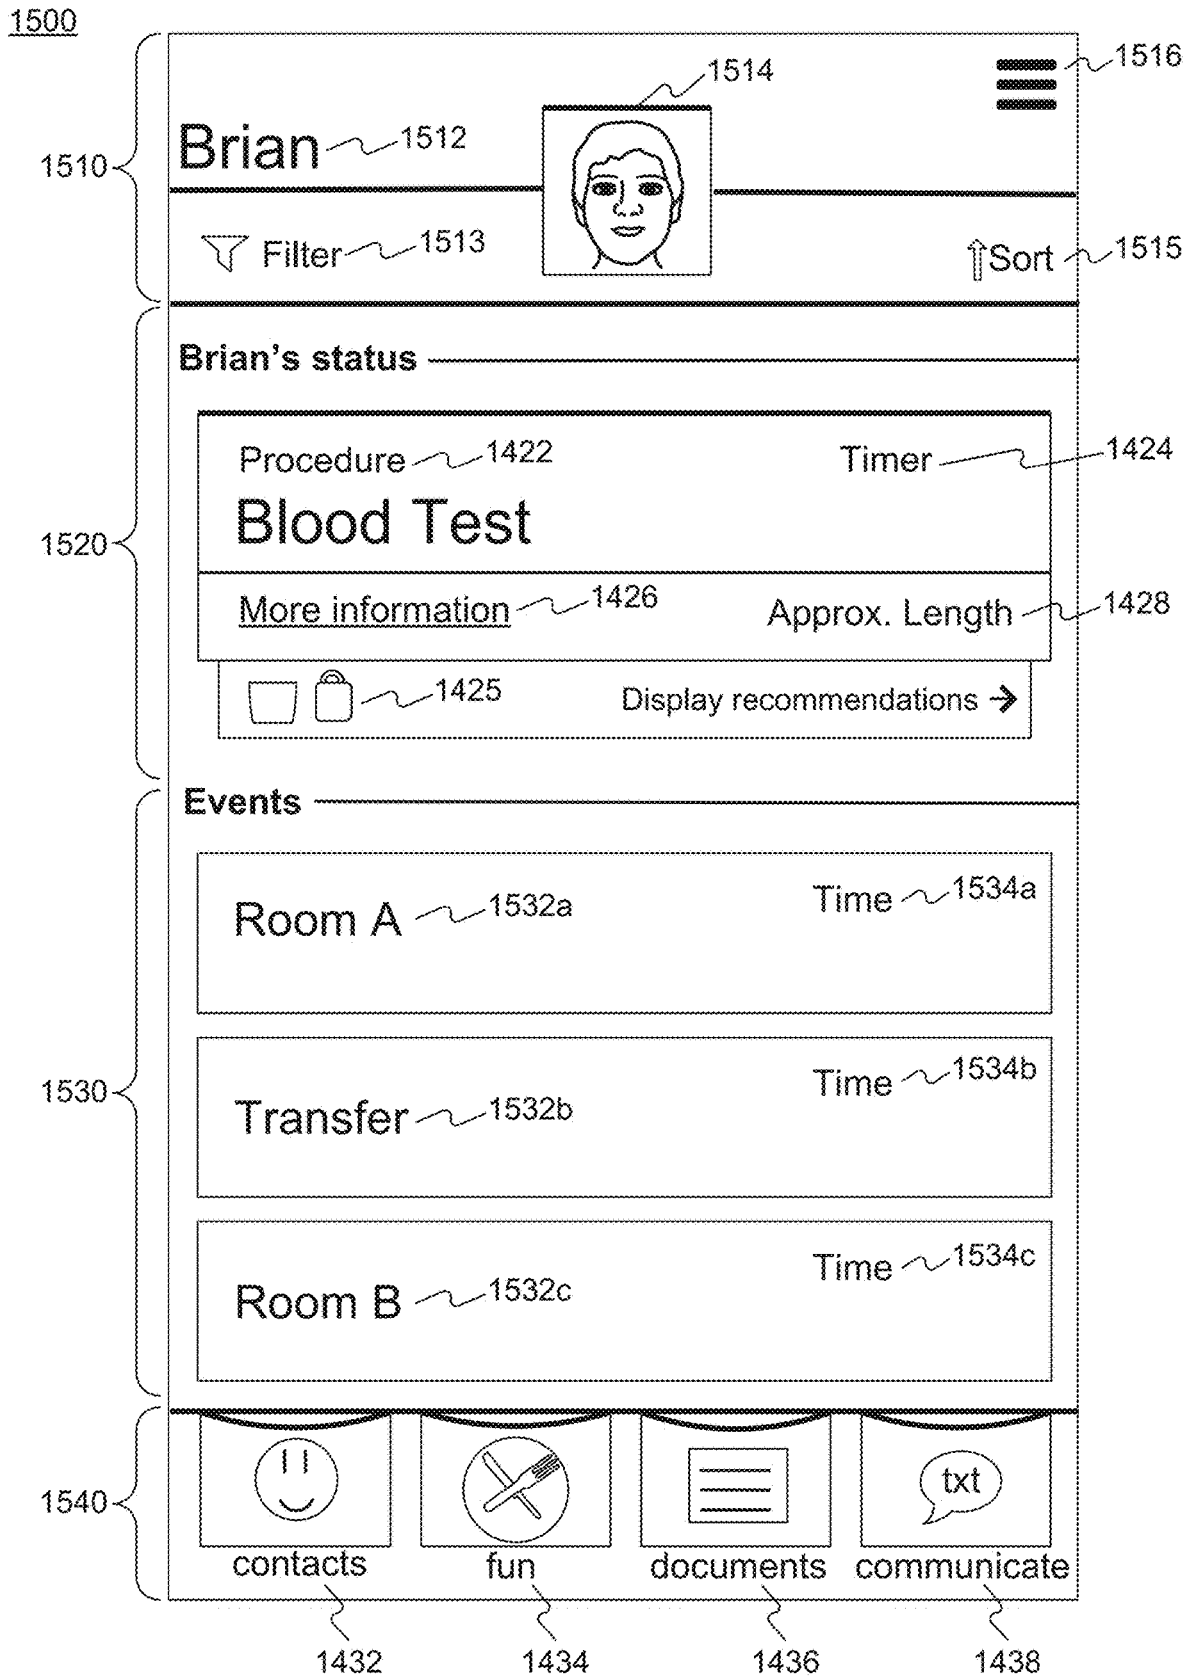 1500
1516
1514
Brian 1512
1510
Filter 1513
Sort 1515
Brian's status
Procedure 1422 Timer 1424
Blood Test
1520
More information 1426 Approx. Length 1428
1425 Display recommendations →
Events
Room A 1532a Time 1534a
1530
Transfer 1532b Time 1534b
Room B 1532c Time 1534c
1540
txt
contacts fun documents communicate
1432 1434 1436 1438